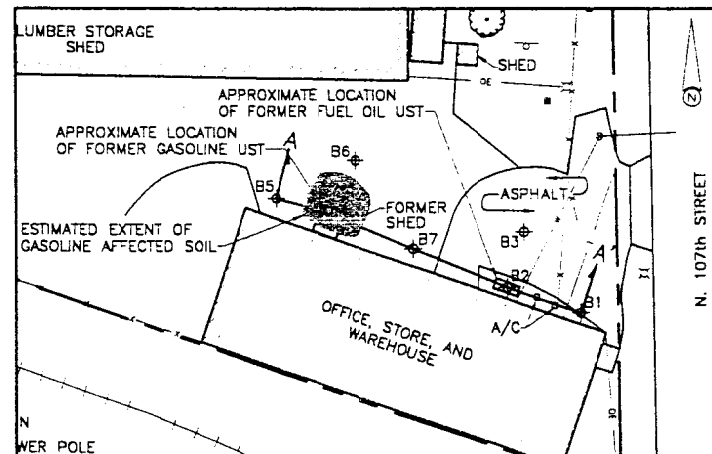 LUMBER STORAGE
SHED
SHED
OE
APPROXIMATE LOCATION
OF FORMER FUEL OIL UST
APPROXIMATE LOCATION
OF FORMER GASOLINE UST
A
B6
B5
ASPHALT
FORMER
SHED
ESTIMATED EXTENT OF
GASOLINE AFFECTED SOIL
B7
B3
A'
B2
B1
A/C
OFFICE, STORE, AND
WAREHOUSE
N. 107th STREET
N
OE
N
WER POLE